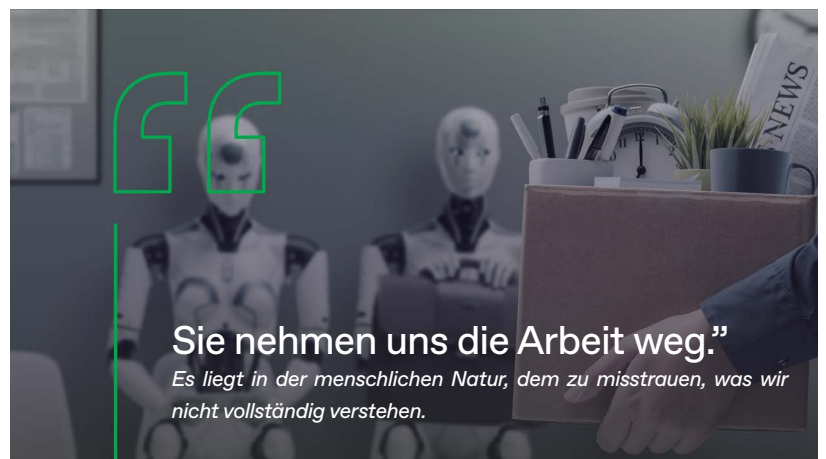 NEWS
Sie nehmen uns die Arbeit weg.”
Es liegt in der menschlichen Natur, dem zu misstrauen, was wir
nicht vollständig verstehen.